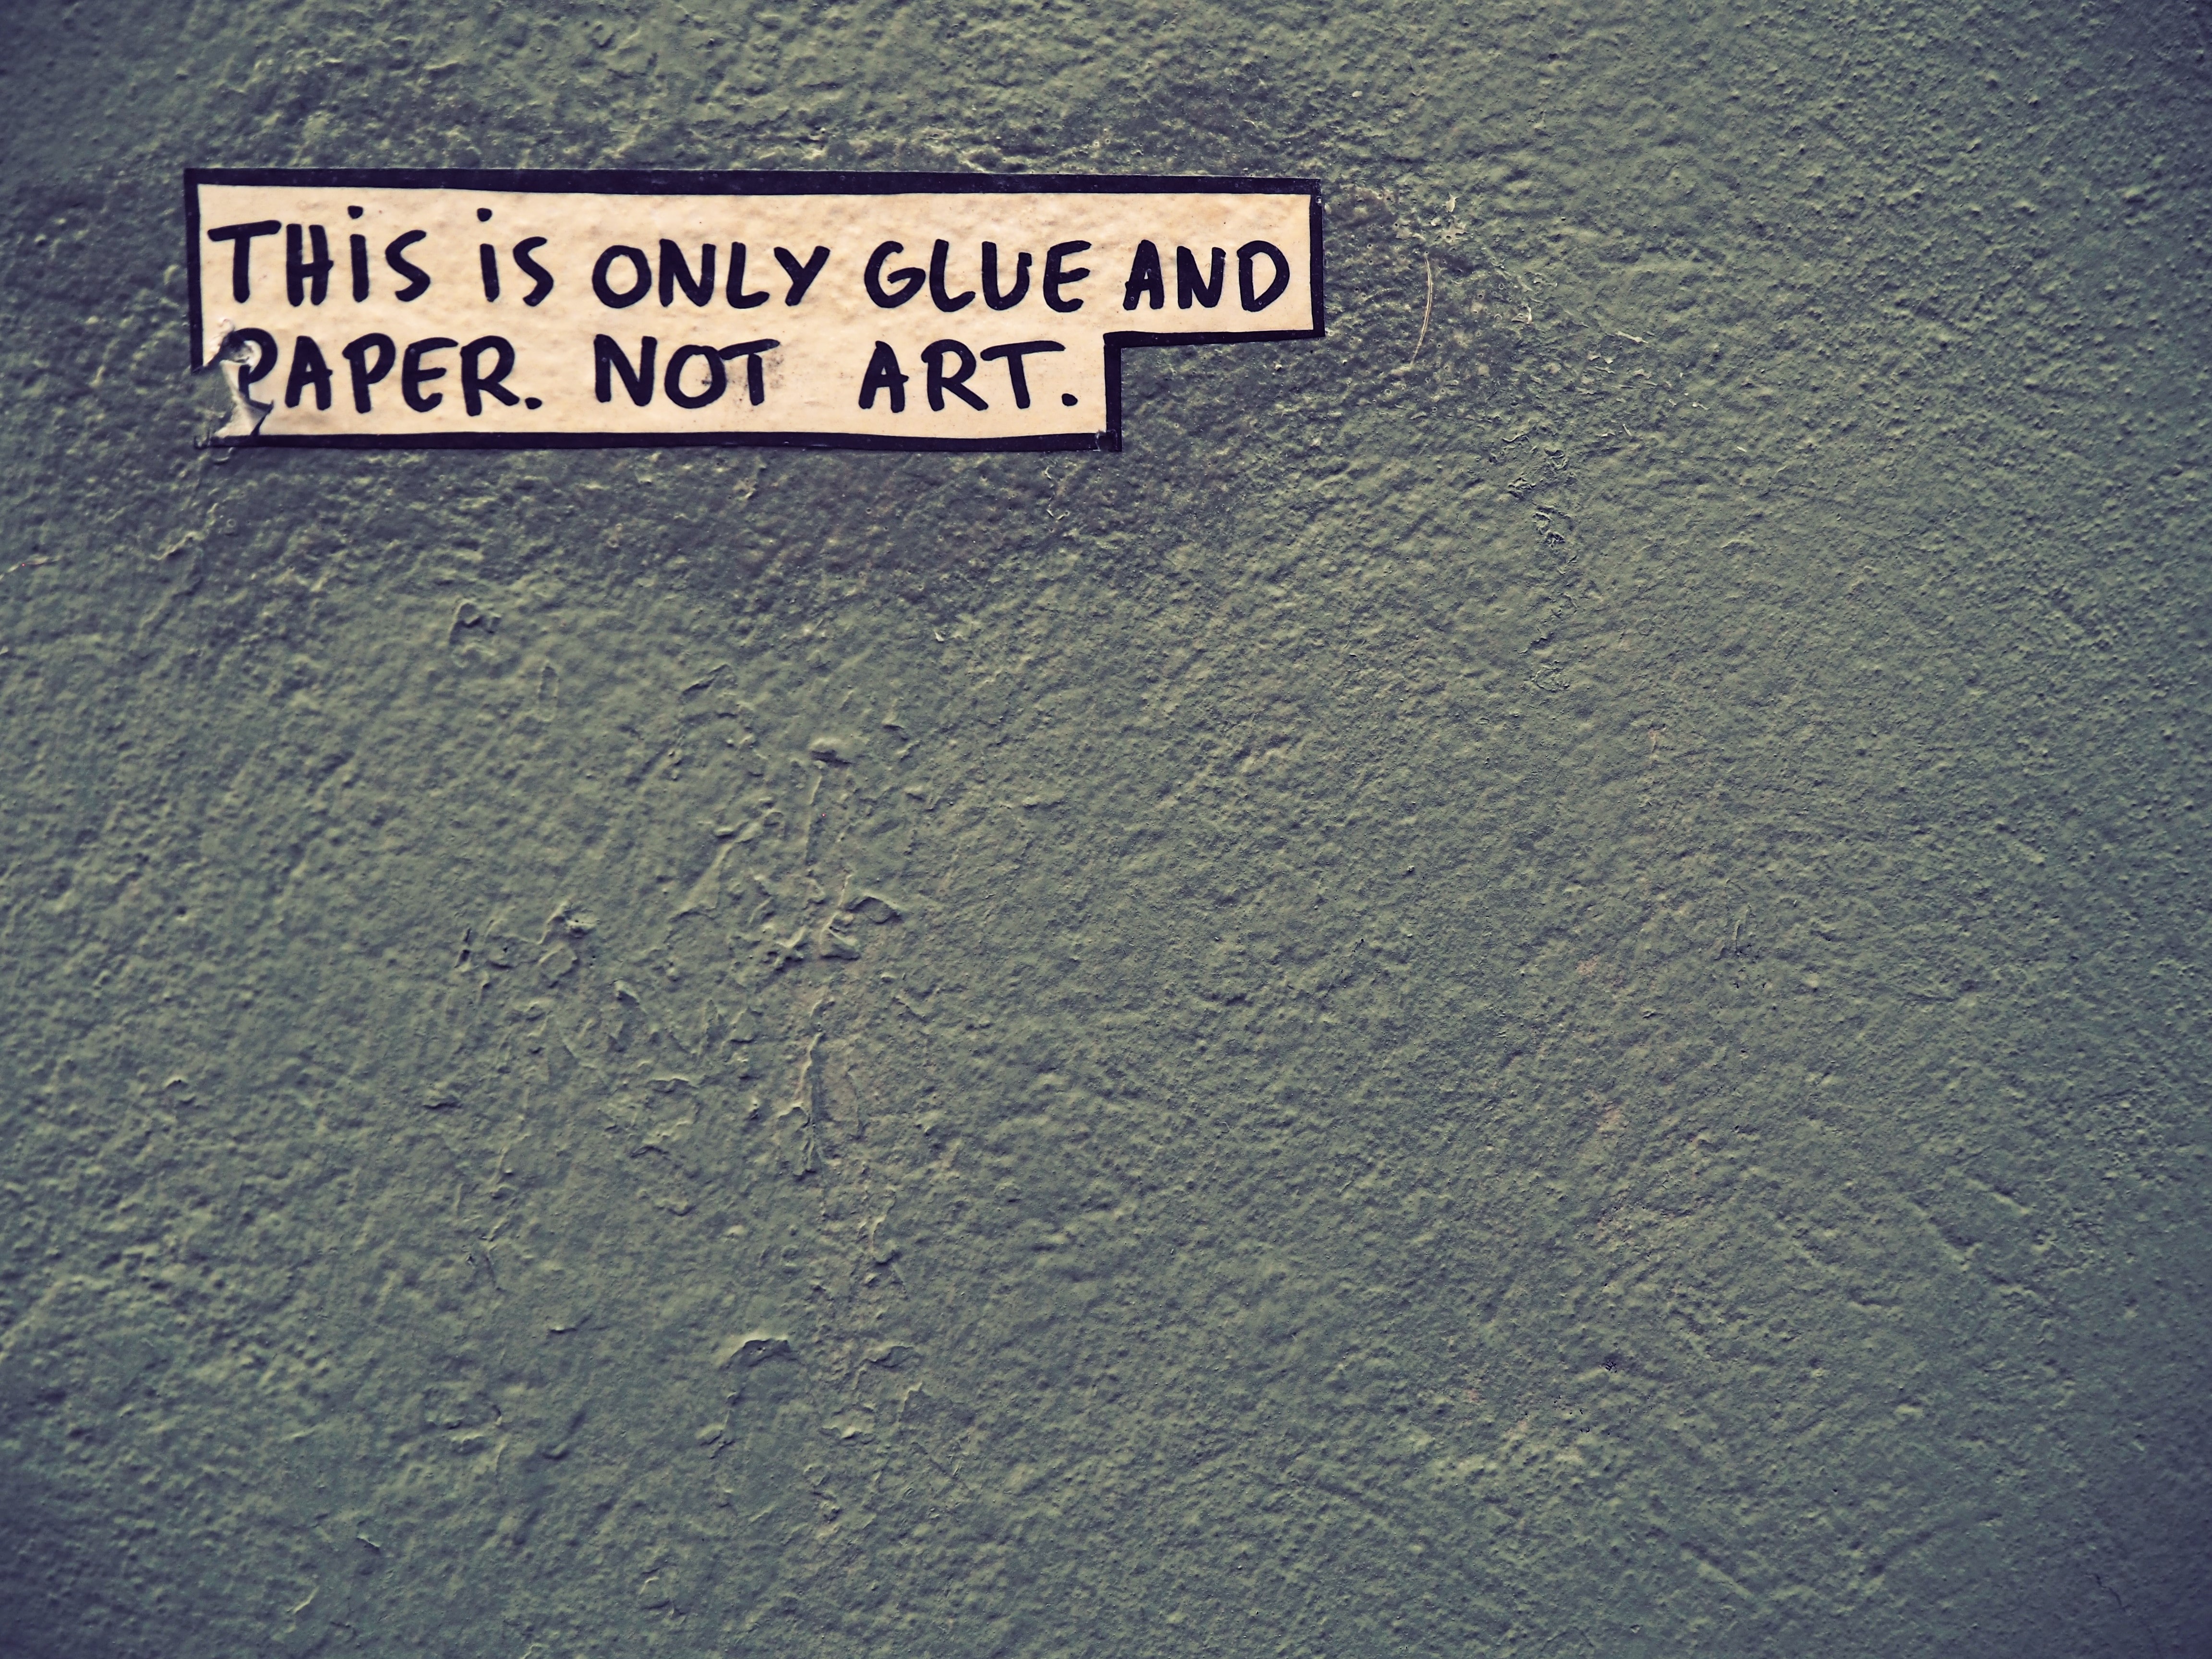 THiS iS ONLY GLUE AND
PAPER. NOT ART.